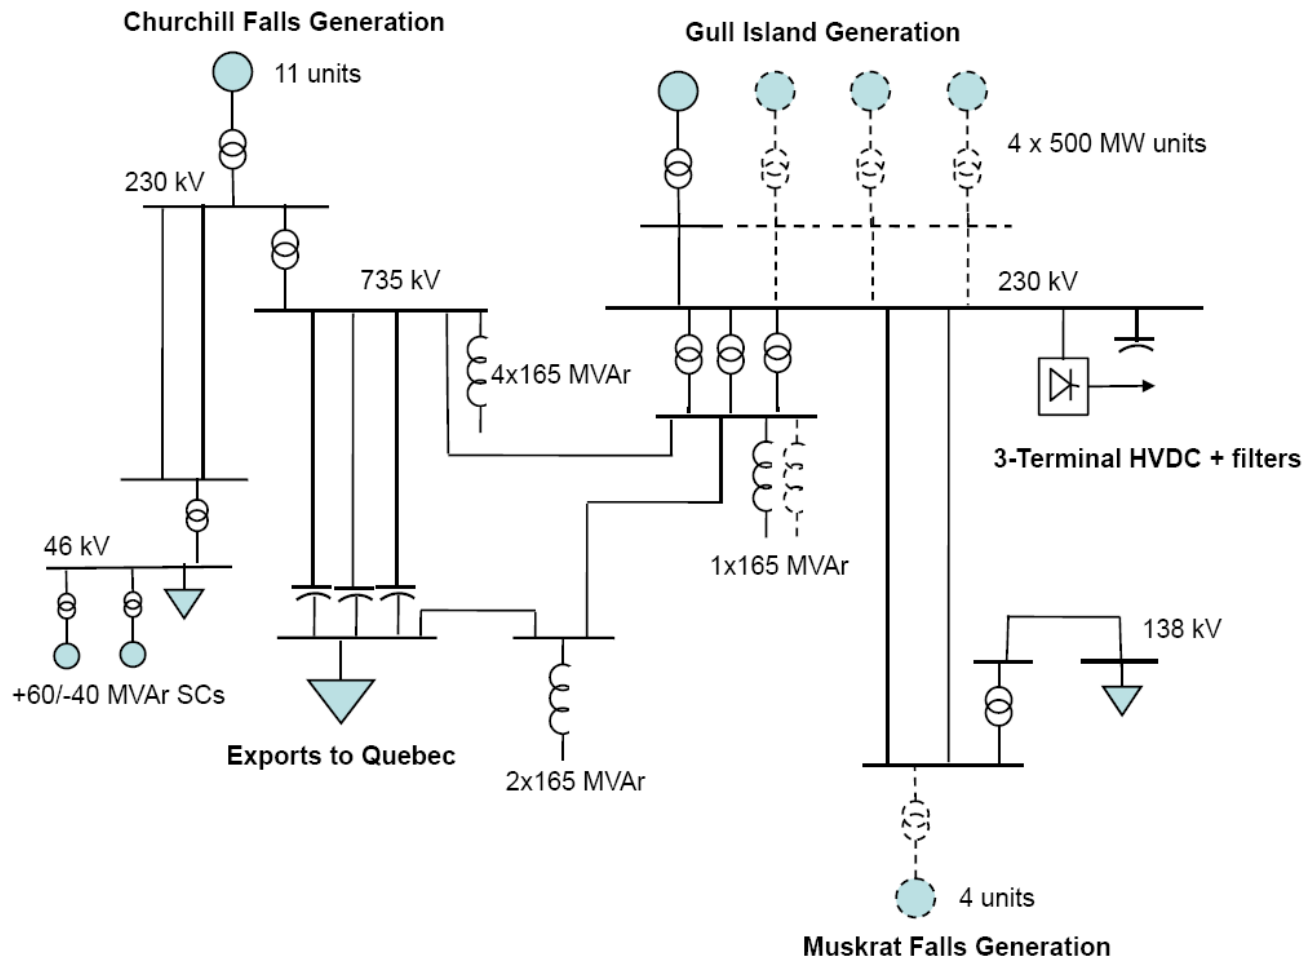 Churchill Falls Generation
Gull Island Generation
11 units
4 x 500 MW units
230 kV
735 kV
230 kV
4x165 MVAr
3-Terminal HVDC + filters
46 kV
1x165 MVAr
138 kV
+60/-40 MVAr SCs
Exports to Quebec
2x165 MVAr
4 units
Muskrat Falls Generation